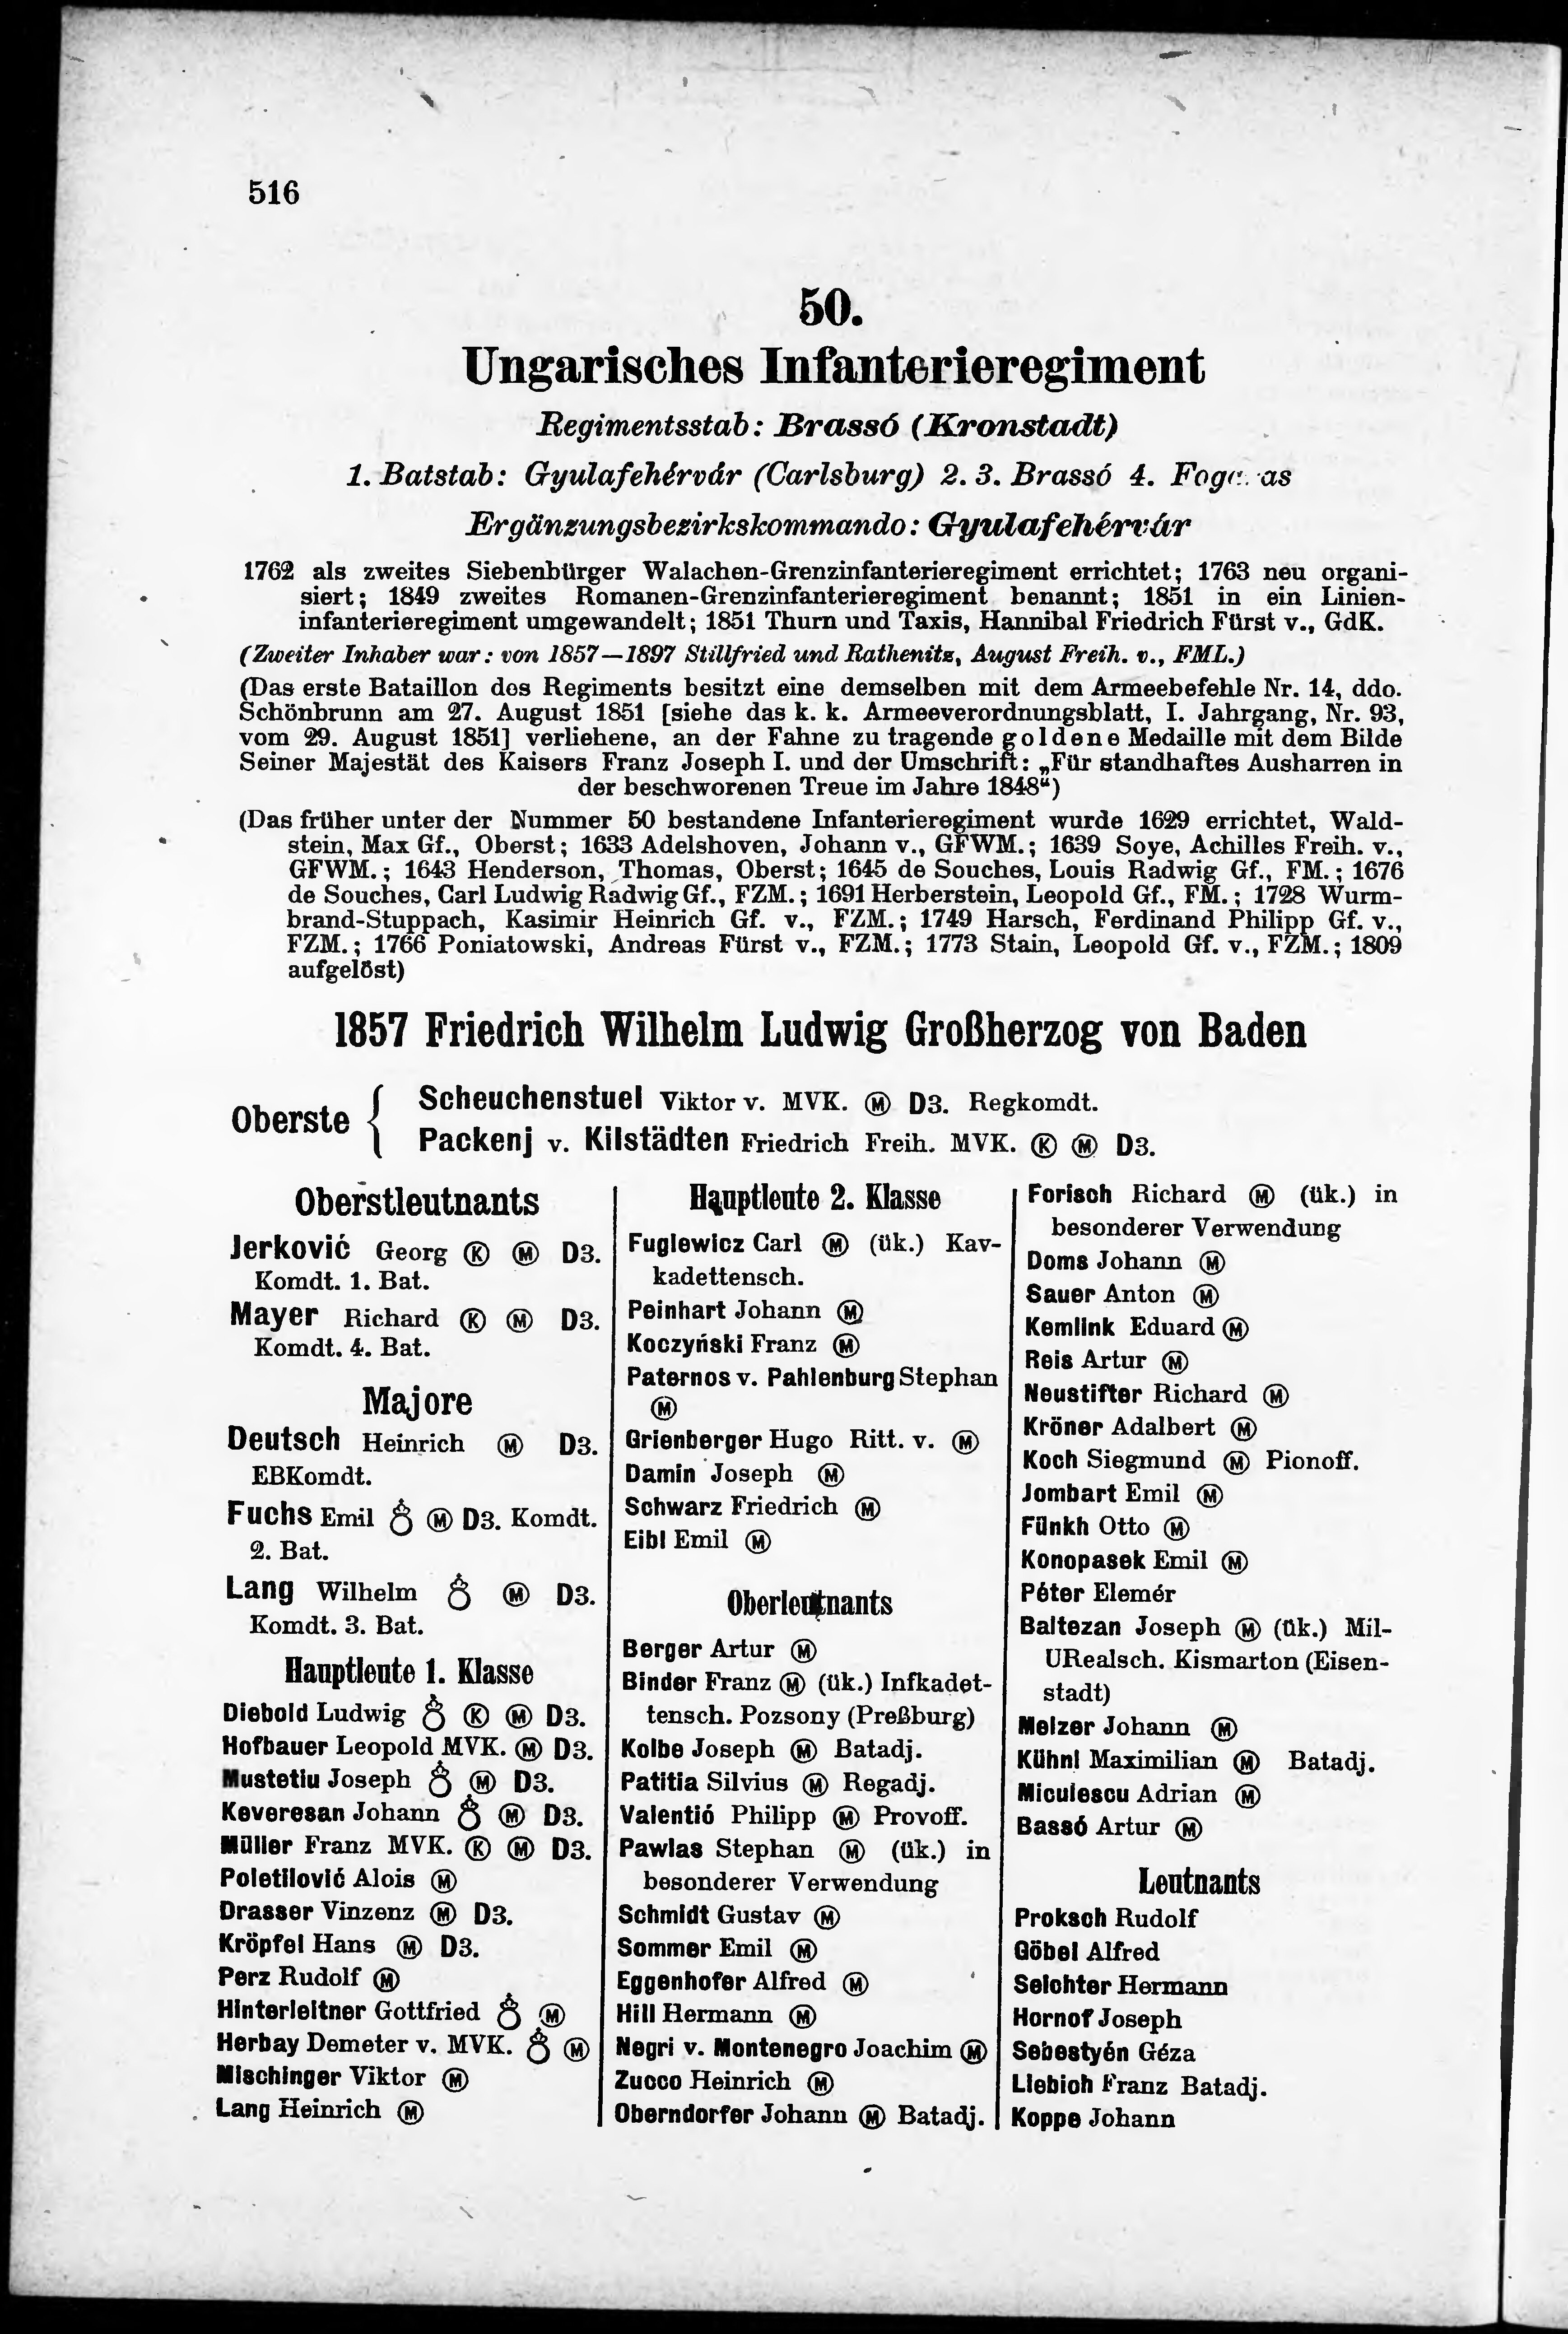 516
50.
Ungarisches Infanterieregiment
Regimentsstab: Brassó (Kronstadt)
1. Batstab: Gyulafehérvár (Carlsburg) 2. 3. Brassó 4.
Ergänzungsbezirkskommando: Gyulafehérvár
1762 als zweites Siebenbürger Walachen-Grenzinfanterieregiment errichtet; 1763 neu organi-
siert; 1849 zweites Romanen-Grenzinfanterieregiment benannt; 1851 in ein Linien-
infanterieregiment umgewandelt; 1851 Thurn und Taxis, Hannibal Friedrich Fürst v., GdK.
(Zweiter Inhaber war: von 1857—1897 Stillfried und Rathenitz, August Freih. v., FML.)
(Das erste Bataillon des Regiments besitzt eine demselben mit dem Armeebefehle Nr. 14, ddo.
Schönbrunn am 27. August 1851 [siehe das k. k. Armeeverordnungsblatt, I. Jahrgang, Nr. 93,
vom 29. August 1851] verliehene, an der Fahne zu tragende goldene Medaille mit dem Bilde
Seiner Majestät des Kaisers Franz Joseph I. und der Umschrift: „Für standhaftes Ausharren in
der beschworenen Treue im Jahre 1848“)
(Das früher unter der Nummer 50 bestandene Infanterieregiment wurde 1629 errichtet, Wald-
stein, Max Gf., Oberst; 1633 Adelshoven, Johann v., GFWM.; 1639 Soye, Achilles Freih. v.,
GFWM.; 1643 Henderson, Thomas, Oberst; 1645 de Souches, Louis Radwig Gf., FM.; 1676
de Souches, Carl Ludwig Radwig Gf., FZM.; 1691 Herberstein, Leopold Gf., FM.; 1728 Wurm-
brand-Stuppach, Kasimir Heinrich Gf. v., FZM.; 1749 Harsch, Ferdinand Philipp Gf. v.,
FZM.; 1766 Poniatowski, Andreas Fürst v., FZM.; 1773 Stain, Leopold Gf. v., FZM.; 1809
aufgelöst)
1857 Friedrich Wilhelm Ludwig Großherzog von Baden
Oberste
Scheuchenstuel Viktor v. MVK. Ⓜ D3. Regkomdt.
Packenj v. Kilstädten Friedrich Freih. MVK. Ⓚ Ⓜ D3.
Oberstleutnants
Jerković Georg Ⓚ Ⓜ D3.
Komdt. 1. Bat.
Mayer Richard Ⓚ Ⓜ D3.
Komdt. 4. Bat.
Majore
Deutsch Heinrich Ⓜ D3.
EBKomdt.
Fuchs Emil Ⓜ D3. Komdt.
2. Bat.
Lang Wilhelm Ⓜ D3.
Komdt. 3. Bat.
Hauptleute 1. Klasse
Diebold Ludwig Ⓚ Ⓜ D3.
Hofbauer Leopold MVK. Ⓜ D3.
Mustetiu Joseph Ⓜ D3.
Keveresan Johann Ⓜ D3.
Müller Franz MVK. Ⓚ Ⓜ D3.
Poletilović Alois Ⓜ
Drasser Vinzenz Ⓜ D3.
Kröpfel Hans Ⓜ D3.
Perz Rudolf Ⓜ
Hinterleitner Gottfried Ⓜ
Herbay Demeter v. MVK. Ⓜ
Mischinger Viktor Ⓜ
Lang Heinrich Ⓜ
Hauptleute 2. Klasse
Fuglewicz Carl Ⓜ (ük.) Kav-
kadettensch.
Peinhart Johann Ⓜ
Koczyński Franz Ⓜ
Paternos v. Pahlenburg Stephan
Ⓜ
Grienberger Hugo Ritt. v. Ⓜ
Damin Joseph Ⓜ
Schwarz Friedrich Ⓜ
Eibl Emil Ⓜ
Oberleutnants
Berger Artur Ⓜ
Binder Franz Ⓜ (ük.) Infkadet-
tensch. Pozsony (Preßburg)
Kolbe Joseph Ⓜ Batadj.
Patitia Silvius Ⓜ Regadj.
Valentió Philipp Ⓜ Provoff.
Pawlas Stephan Ⓜ (ük.) in
besonderer Verwendung
Schmidt Gustav Ⓜ
Sommer Emil Ⓜ
Eggenhofer Alfred Ⓜ
Hill Hermann Ⓜ
Negri v. Montenegro Joachim Ⓜ
Zucco Heinrich Ⓜ
Oberndorfer Johann Ⓜ Batadj.
Forisch Richard Ⓜ (ük.) in
besonderer Verwendung
Doms Johann Ⓜ
Sauer Anton Ⓜ
Kemlink Eduard Ⓜ
Reis Artur Ⓜ
Neustifter Richard Ⓜ
Kröner Adalbert Ⓜ
Koch Siegmund Ⓜ Pionoff.
Jombart Emil Ⓜ
Fünkh Otto Ⓜ
Konopasek Emil Ⓜ
Péter Elemér
Baltezan Joseph Ⓜ (ük.) Mil-
URealsch. Kismarton (Eisen-
stadt)
Melzer Johann Ⓜ
Kühnl Maximilian Ⓜ Batadj.
Miculescu Adrian Ⓜ
Bassó Artur Ⓜ
Leutnants
Proksch Rudolf
Göbel Alfred
Seichter Hermann
Hornof Joseph
Sebestyén Géza
Liebich Franz Batadj.
Koppe Johann